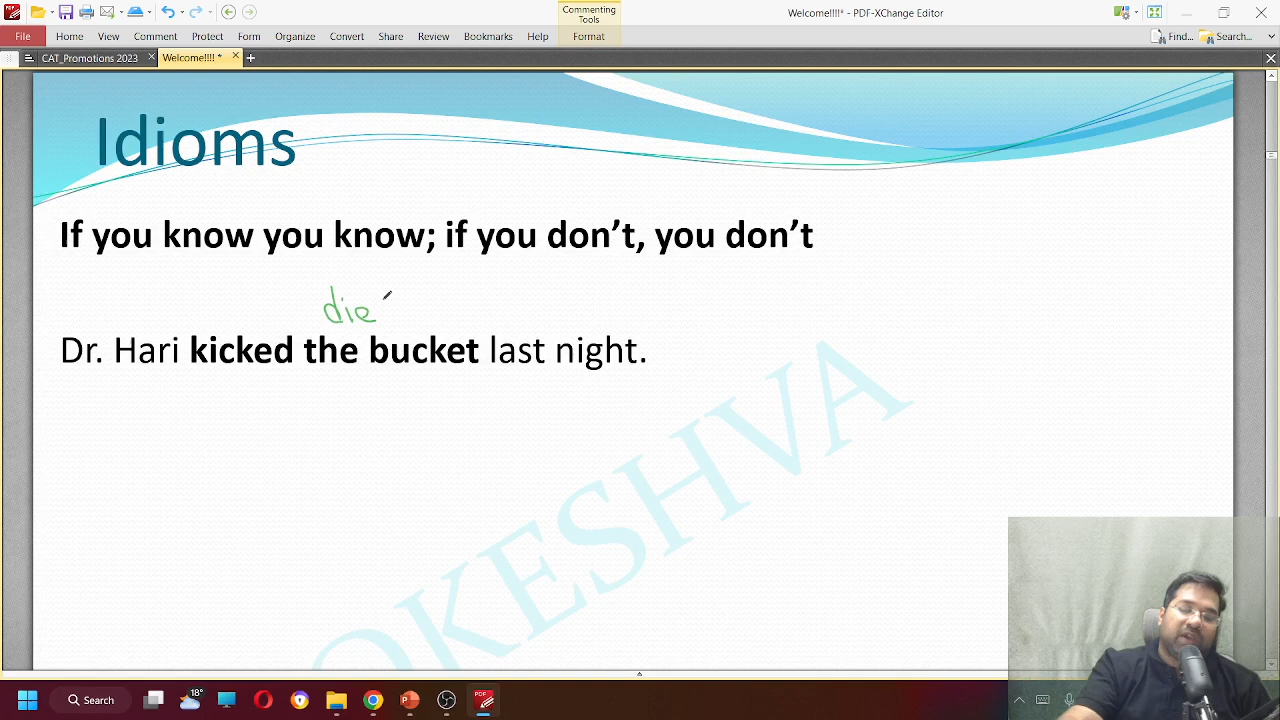 Commenting Tools
Welcome!!!! * - PDF-XChange Editor
File Home View Comment Protect Form Organize Convert Share Review Bookmarks Help Format Find... Search...
CAT_Promotions 2023 Welcome!!!! *
Idioms
If you know you know; if you don’t, you don’t
die
Dr. Hari kicked the bucket last night.
OKESHVA
Search 18° PDF